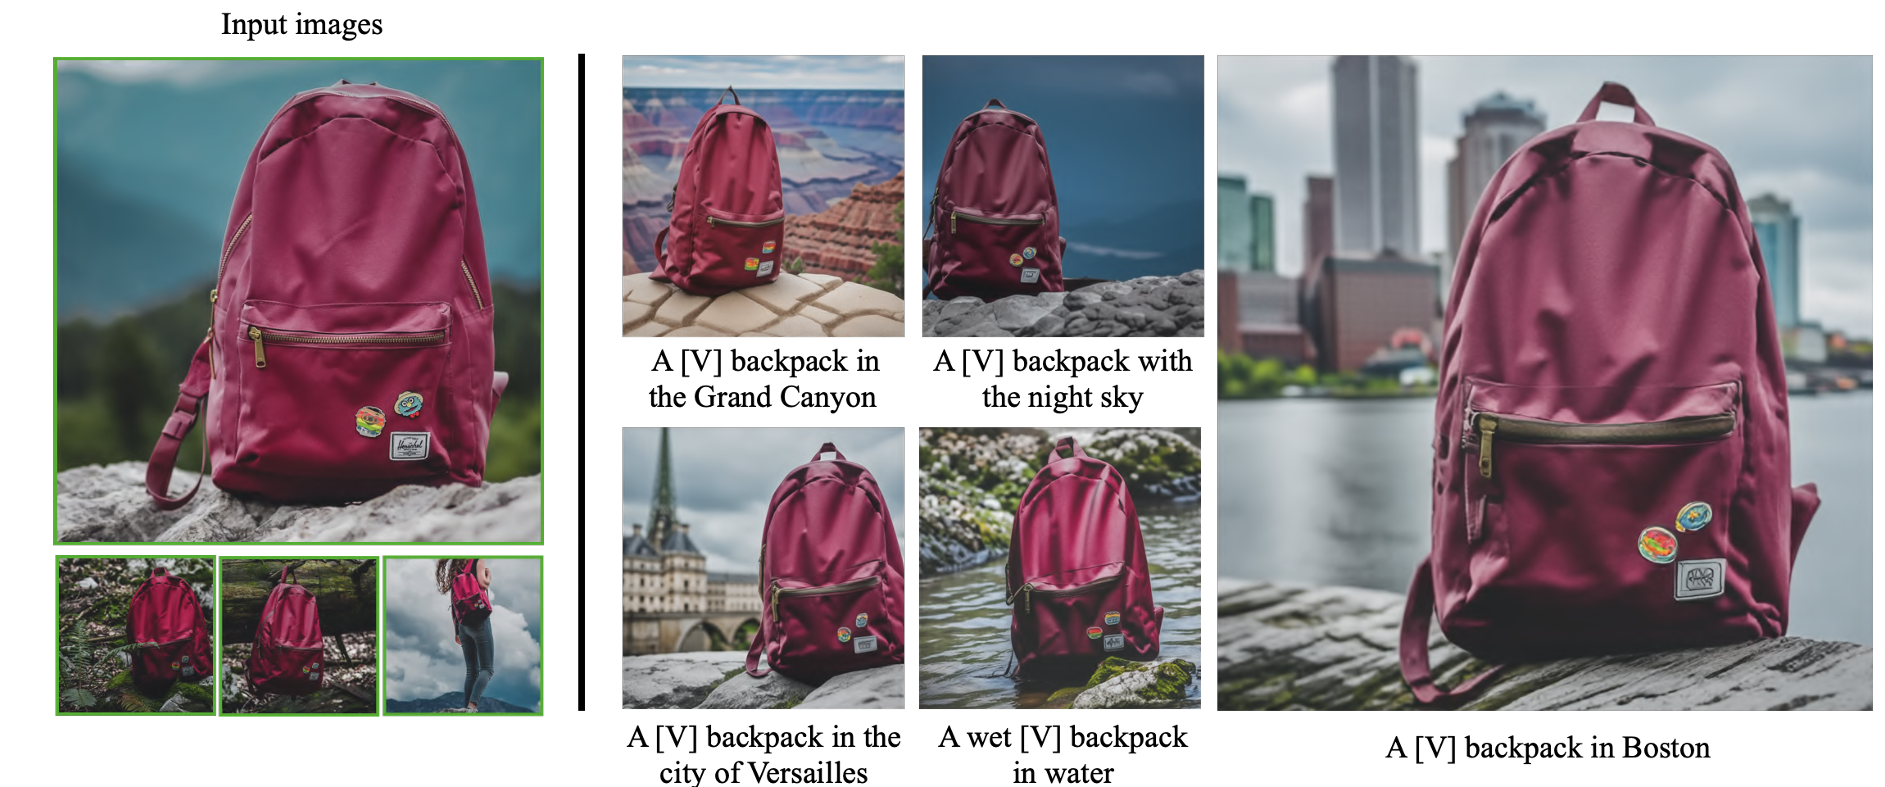 Input images
Herschel
A [V] backpack in
the Grand Canyon
A [V] backpack with
the night sky
A [V] backpack in the
city of Versailles
A wet [V] backpack
in water
A [V] backpack in Boston